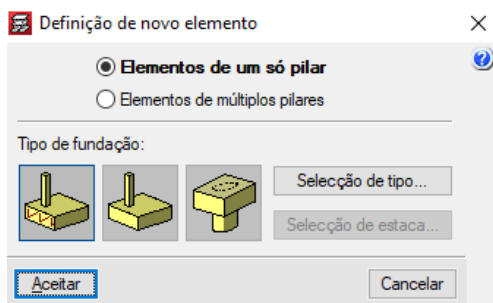 Definição de novo elemento
Elementos de um só pilar
Elementos de múltiplos pilares
Tipo de fundação:
Selecção de tipo...
Selecção de estaca...
Aceitar
Cancelar